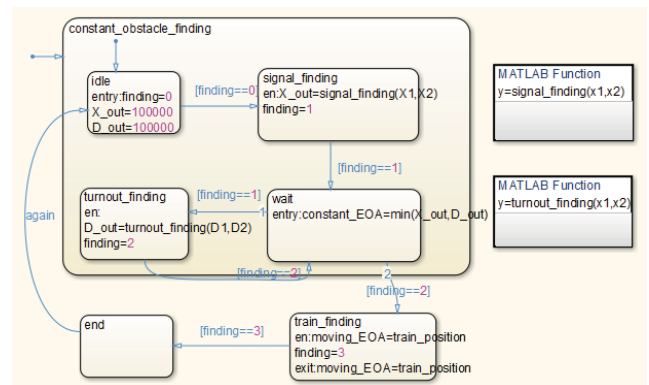 constant_obstacle_finding
idle
entry:finding=0
X_out=100000
D_out=100000
[finding==0]
signal_finding
en:X_out=signal_finding(X1,X2)
finding=1
MATLAB Function
y=signal_finding(x1,x2)
[finding==1]
turnout_finding
en:
D_out=turnout_finding(D1,D2)
finding=2
[finding==1]
1
wait
entry:constant_EOA=min(X_out,D_out)
MATLAB Function
y=turnout_finding(x1,x2)
again
[finding==2]
2
[finding==2]
end
[finding==3]
train_finding
en:moving_EOA=train_position
finding=3
exit:moving_EOA=train_position